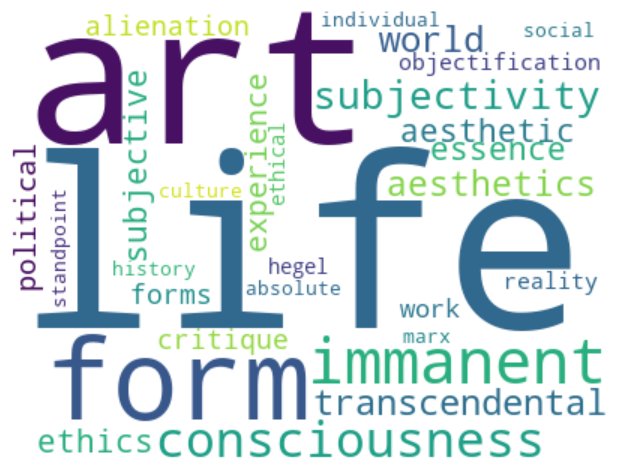 alienation
individual
social
art
world
objectification
subjectivity
subjective
experience
ethical
aesthetic
essence
political
standpoint
culture
aesthetics
life
history
hegel
reality
forms
absolute
work
critique
marx
form
immanent
transcendental
ethics
consciousness